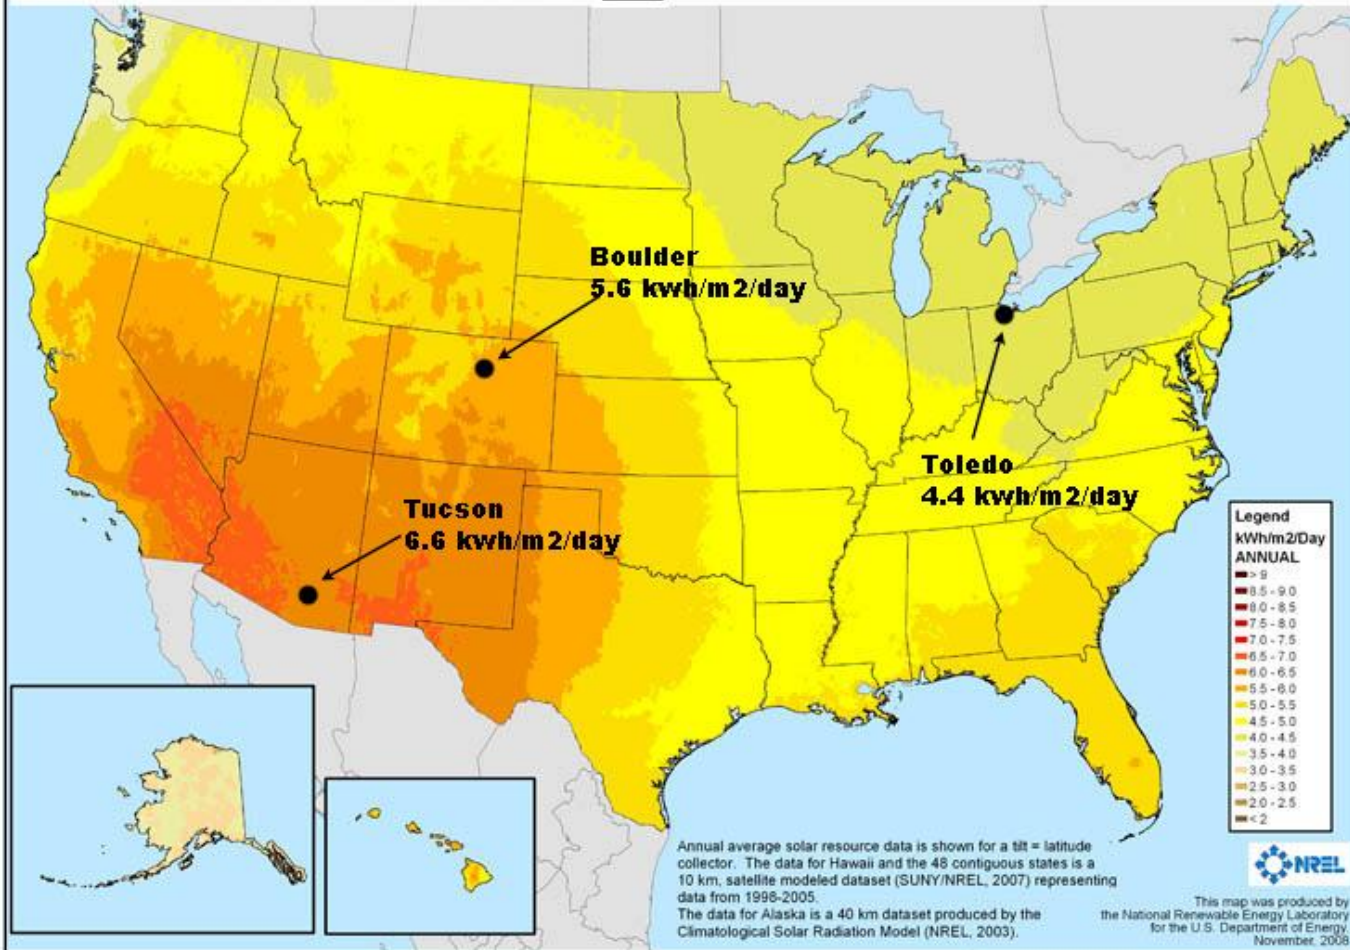 Boulder
5.6 kwh/m2/day
Toledo
4.4 kwh/m2/day
Tucson
6.6 kwh/m2/day
Legend
kWh/m2/Day
ANNUAL
> 9
8.5 - 9.0
8.0 - 8.5
7.5 - 8.0
7.0 - 7.5
6.5 - 7.0
6.0 - 6.5
5.5 - 6.0
5.0 - 5.5
4.5 - 5.0
4.0 - 4.5
3.5 - 4.0
3.0 - 3.5
2.5 - 3.0
2.0 - 2.5
< 2
Annual average solar resource data is shown for a tilt = latitude
collector. The data for Hawaii and the 48 contiguous states is a
10 km, satellite modeled dataset (SUNY/NREL, 2007) representing
data from 1998-2005.
The data for Alaska is a 40 km dataset produced by the
Climatological Solar Radiation Model (NREL, 2003).
NREL
This map was produced by
the National Renewable Energy Laboratory
for the U.S. Department of Energy.
November, 2008